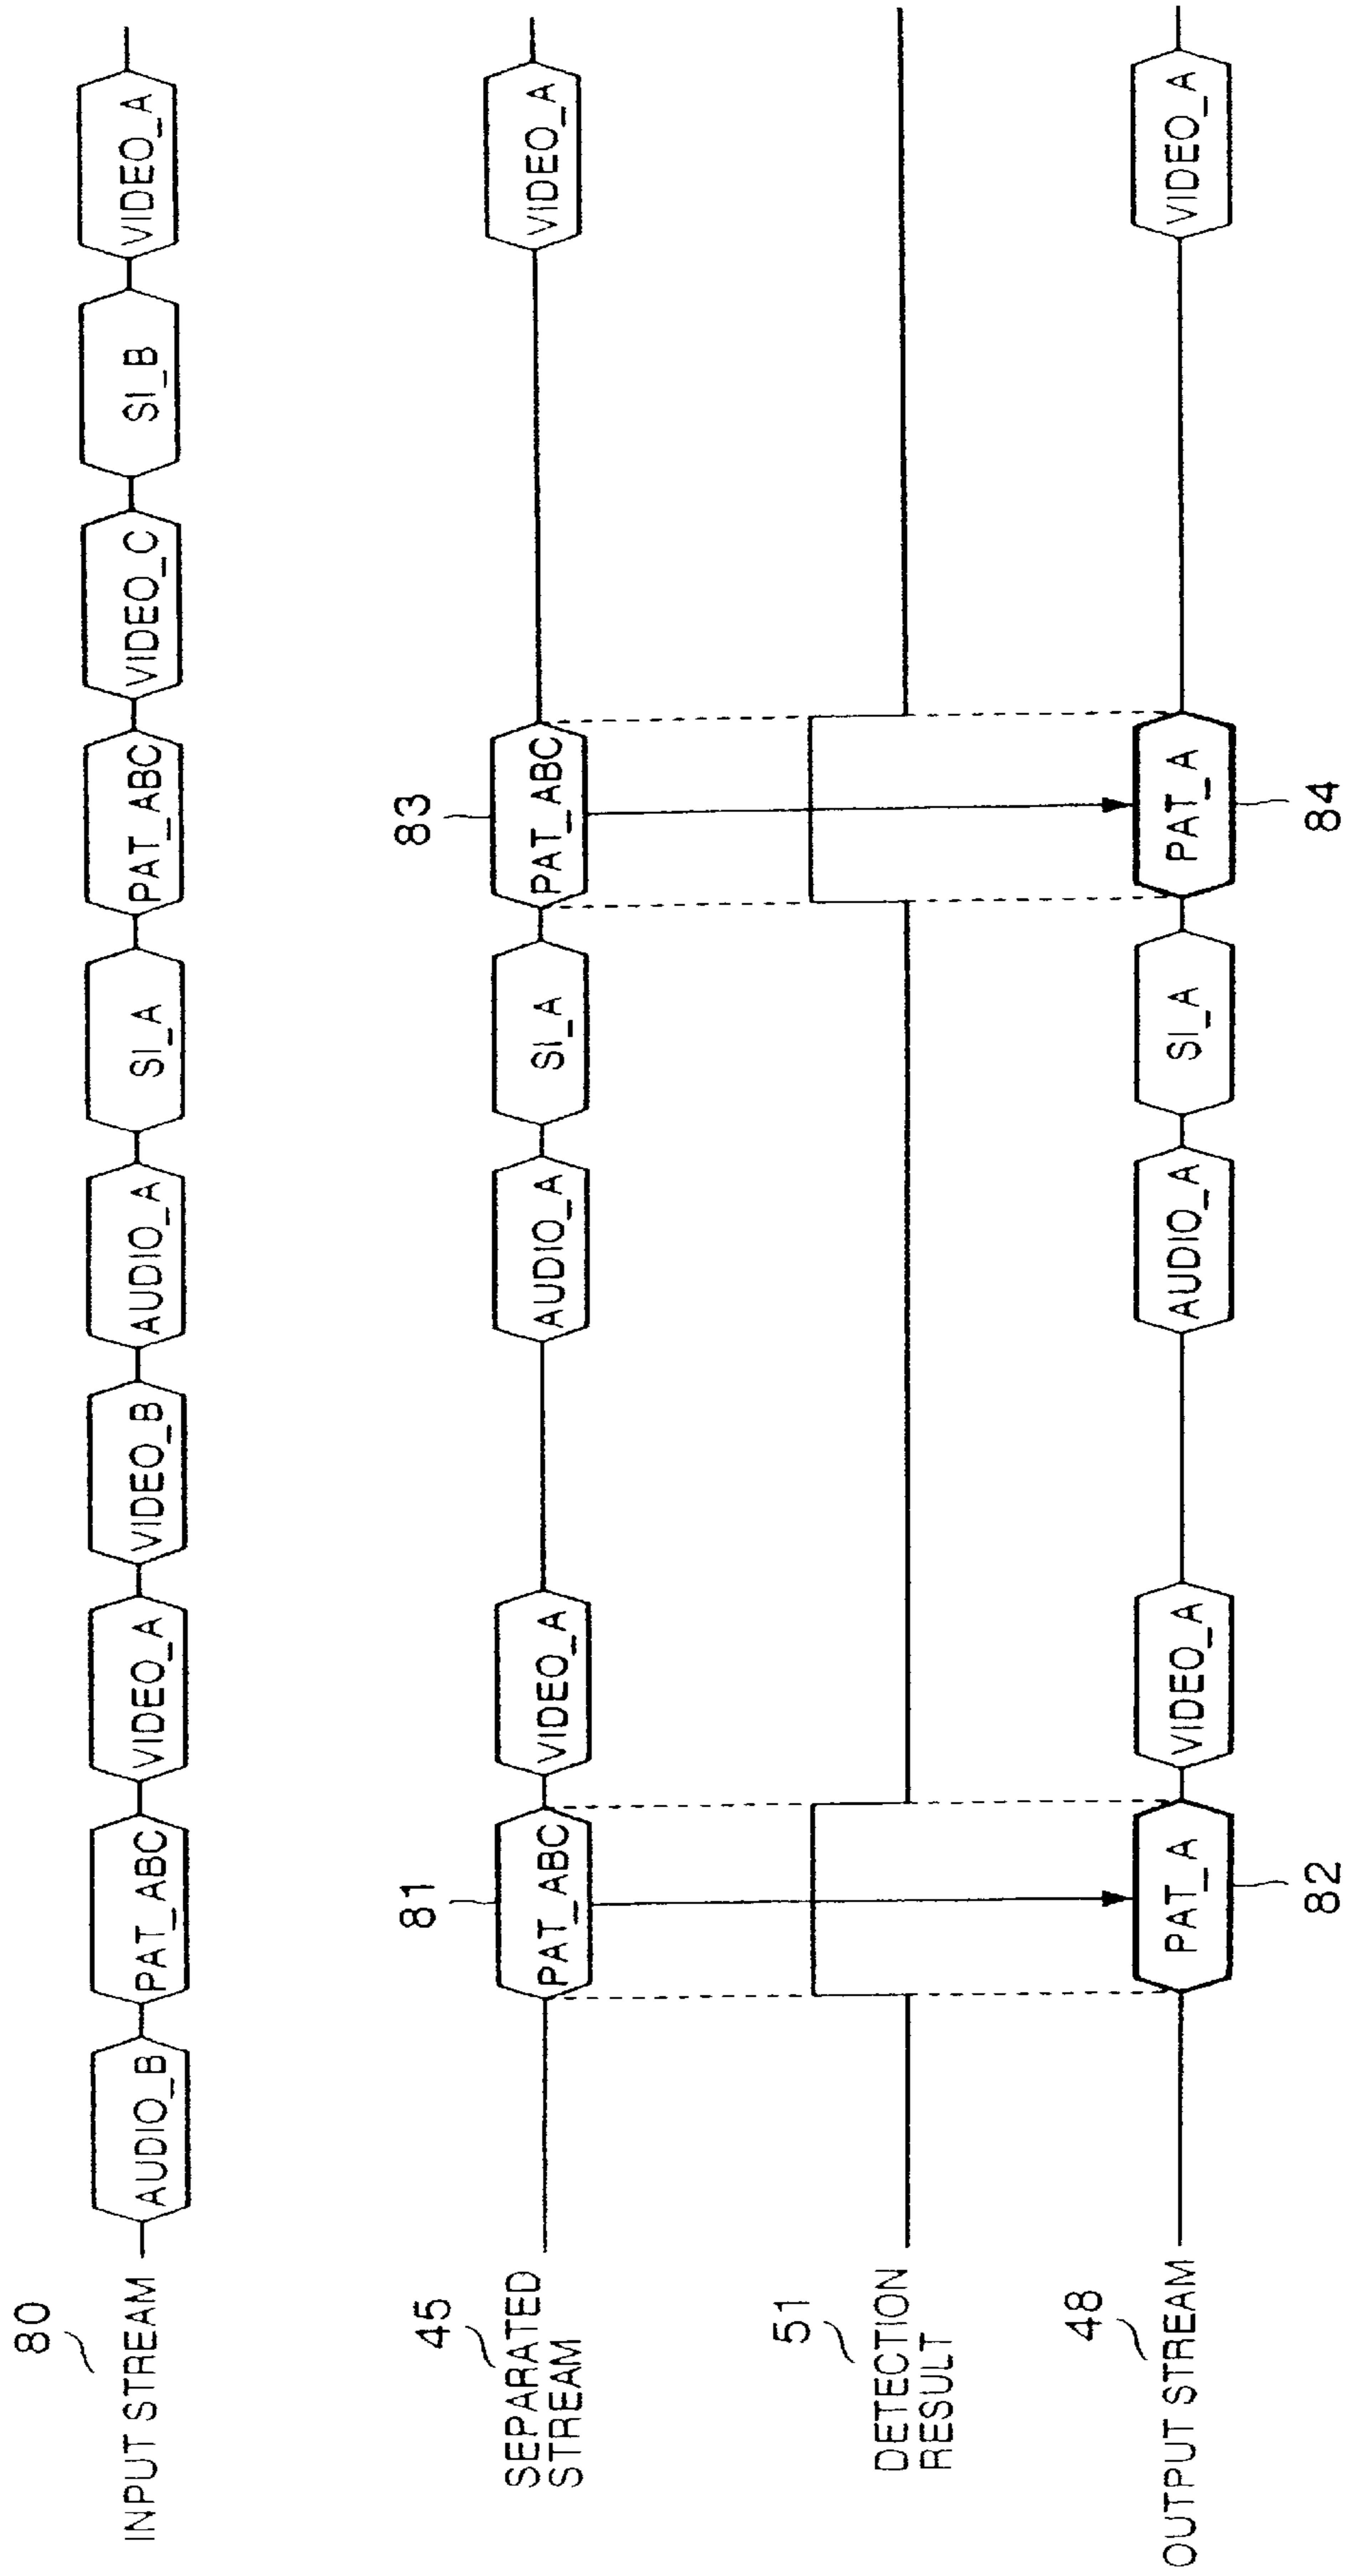 80
INPUT STREAM
AUDIO_B
PAT_ABC
VIDEO_A
VIDEO_B
AUDIO_A
SI_A
PAT_ABC
VIDEO_C
SI_B
VIDEO_A
45
SEPARATED
STREAM
81
PAT_ABC
VIDEO_A
AUDIO_A
SI_A
83
PAT_ABC
VIDEO_A
51
DETECTION
RESULT
48
OUTPUT STREAM
PAT_A
82
VIDEO_A
AUDIO_A
SI_A
PAT_A
84
VIDEO_A